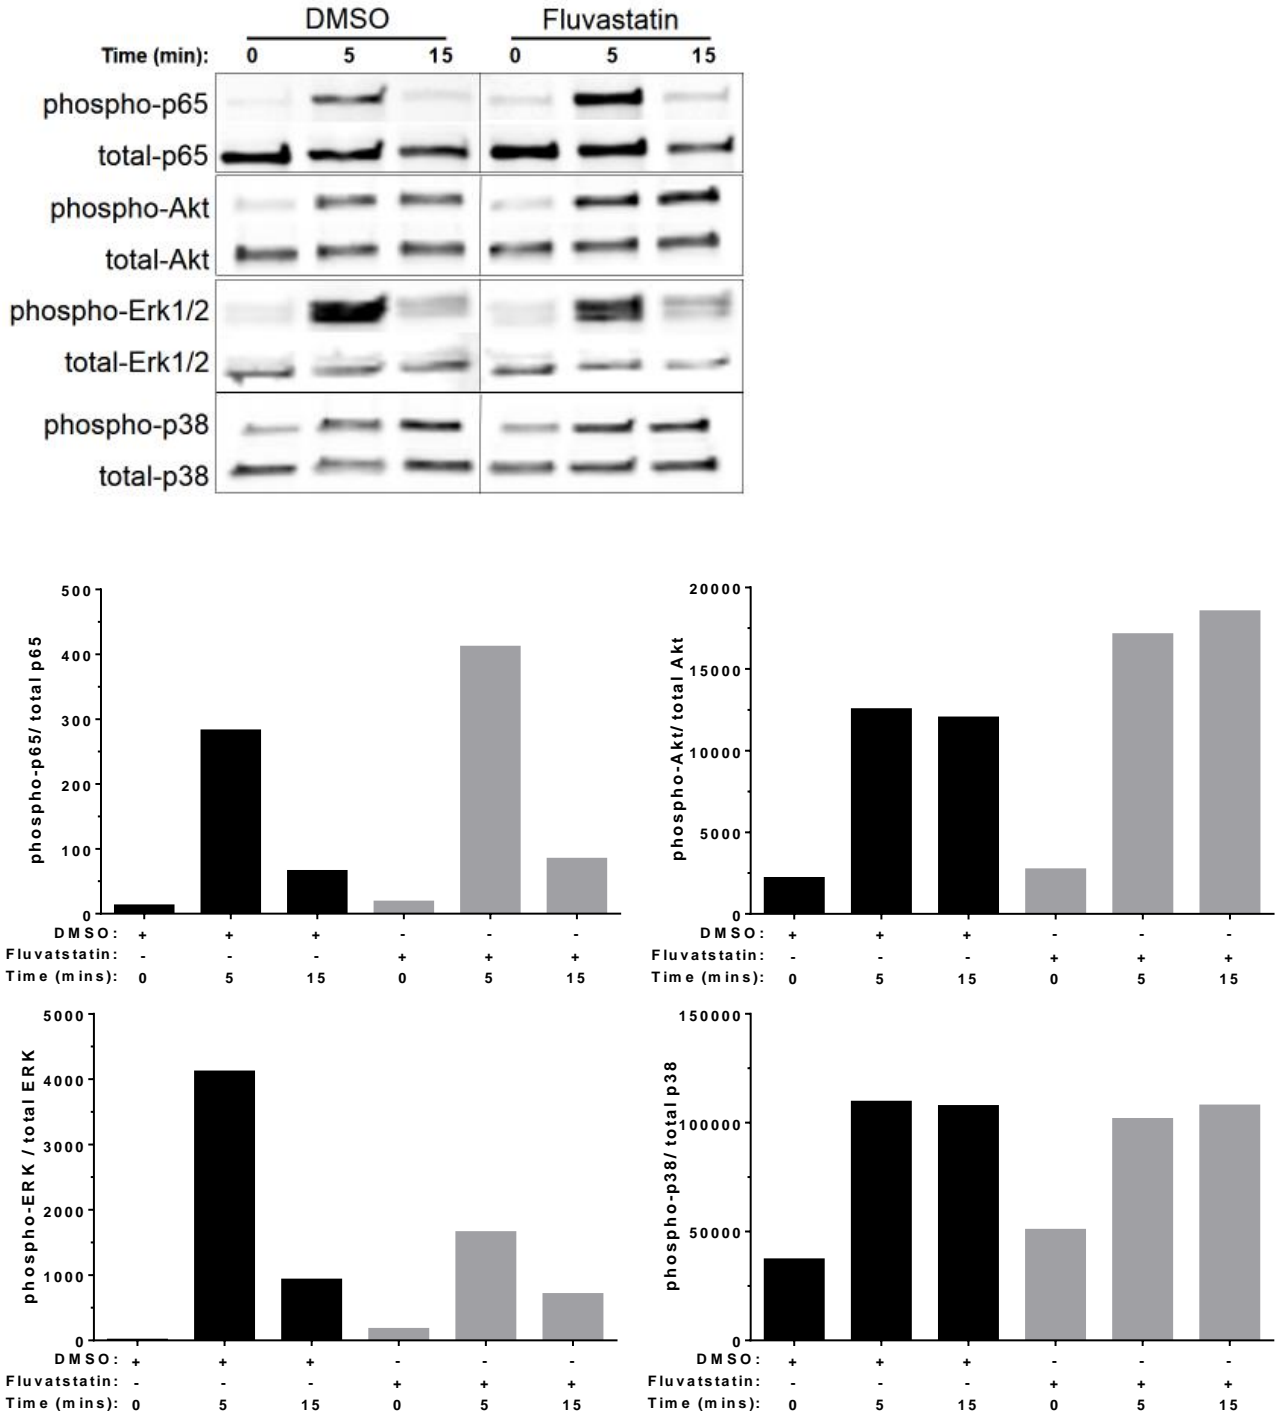 DMSO Fluvastatin
Time (min): 0 5 15 0 5 15
phospho-p65
total-p65
phospho-Akt
total-Akt
phospho-Erk1/2
total-Erk1/2
phospho-p38
total-p38
phospho-p65/ total p65
500
400
300
200
100
0
DMSO: + + + - - -
Fluvatstatin: - - - + + +
Time (mins): 0 5 15 0 5 15
phospho-Akt/ total Akt
20000
15000
10000
5000
0
DMSO: + + + - - -
Fluvatstatin: - - - + + +
Time (mins): 0 5 15 0 5 15
phospho-ERK / total ERK
5000
4000
3000
2000
1000
0
DMSO: + + + - - -
Fluvatstatin: - - - + + +
Time (mins): 0 5 15 0 5 15
phospho-p38/ total p38
150000
100000
50000
0
DMSO: + + + - - -
Fluvatstatin: - - - + + +
Time (mins): 0 5 15 0 5 15